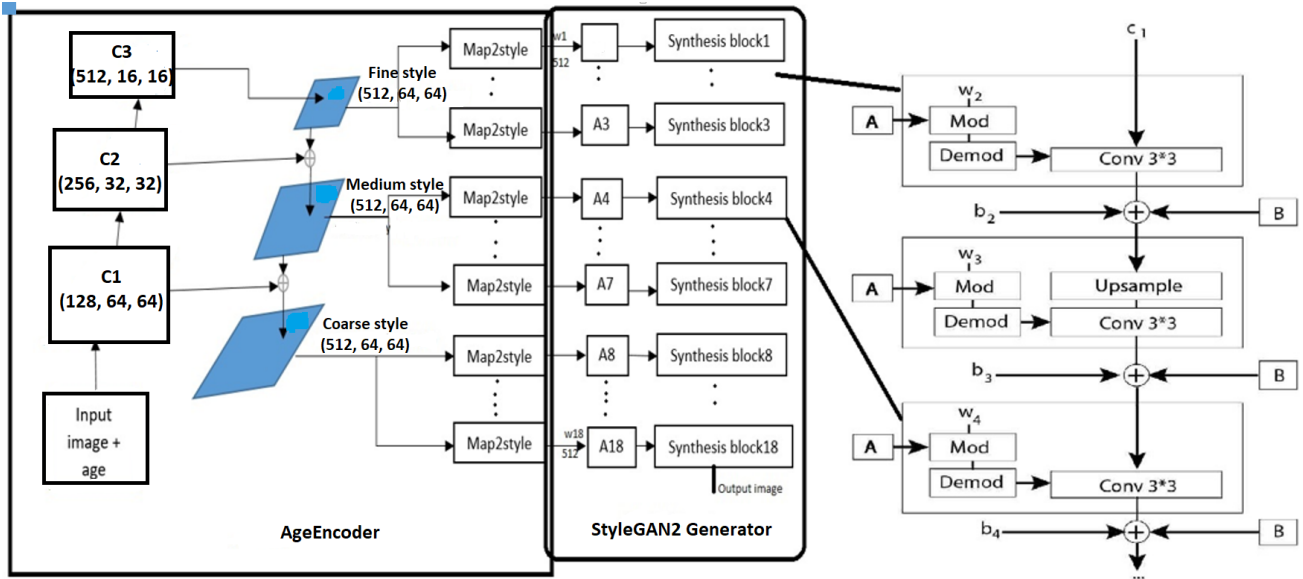 C3
(512, 16, 16)
C2
(256, 32, 32)
C1
(128, 64, 64)
Input
image +
age
Fine style
(512, 64, 64)
Medium style
(512, 64, 64)
y
Coarse style
(512, 64, 64)
Map2style
Map2style
Map2style
Map2style
Map2style
Map2style
AgeEncoder
w1
512
Synthesis block1
A3
Synthesis block3
A4
Synthesis block4
A7
Synthesis block7
A8
Synthesis block8
w18
512
A18
Synthesis block18
Output image
StyleGAN2 Generator
c1
A
w2
Mod
Demod
Conv 3*3
b2
B
A
w3
Mod
Upsample
Demod
Conv 3*3
b3
B
A
w4
Mod
Demod
Conv 3*3
b4
B
...